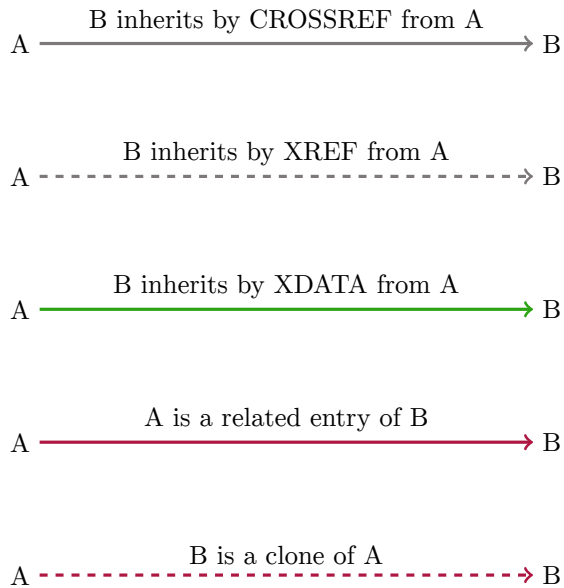 B inherits by CROSSREF from A
A B
B inherits by XREF from A
A B
B inherits by XDATA from A
A B
A is a related entry of B
A B
B is a clone of A
A B